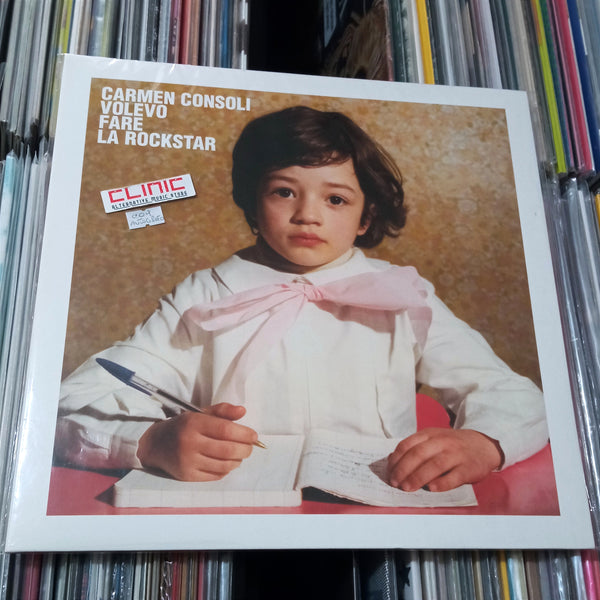 CARMEN CONSOLI
VOLEVO
FARE
LA ROCKSTAR
CLINIC
ALTERNATIVE MUSIC STORE